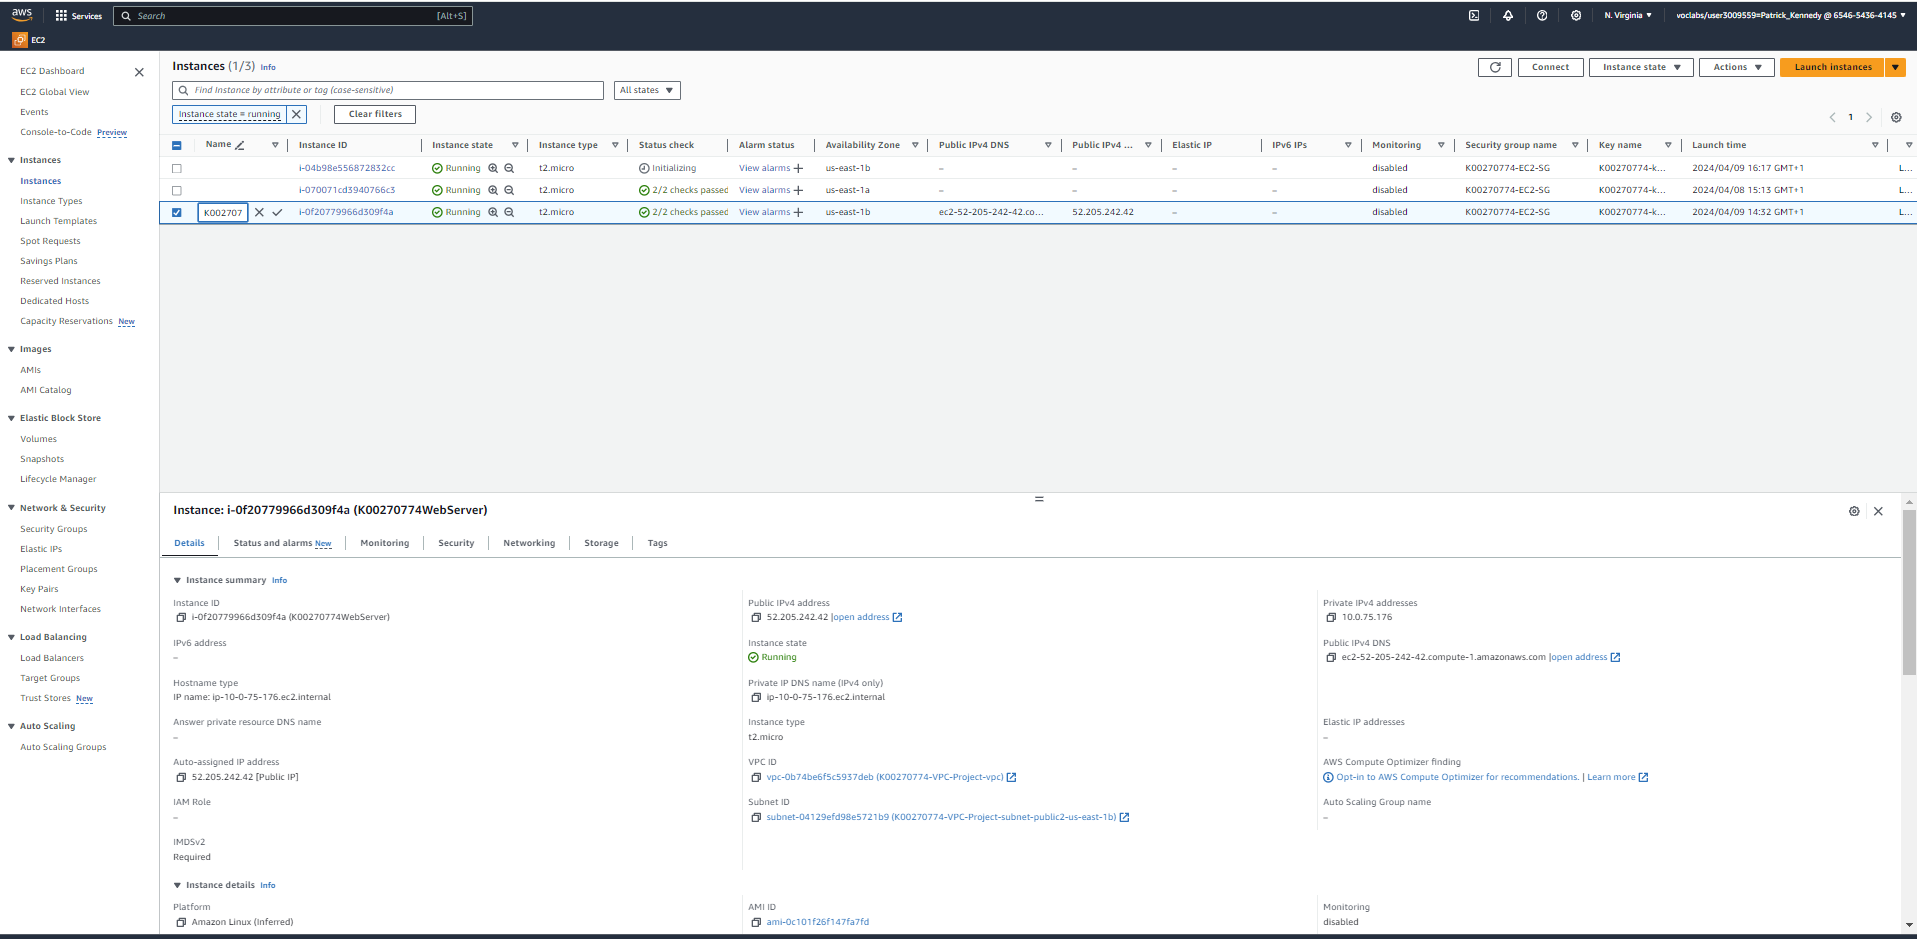 aws Services Search [Alt+S] N. Virginia voclabs/user3009559=Patrick_Kennedy @ 6546-5436-4145
EC2
EC2 Dashboard
EC2 Global View
Events
Console-to-Code Preview
Instances
Instances
Instance Types
Launch Templates
Spot Requests
Savings Plans
Reserved Instances
Dedicated Hosts
Capacity Reservations New
Images
AMIs
AMI Catalog
Elastic Block Store
Volumes
Snapshots
Lifecycle Manager
Network & Security
Security Groups
Elastic IPs
Placement Groups
Key Pairs
Network Interfaces
Load Balancing
Load Balancers
Target Groups
Trust Stores New
Auto Scaling
Auto Scaling Groups
Instances (1/3) Info Connect Instance state Actions Launch instances
Find Instance by attribute or tag (case-sensitive) All states
Instance state = running Clear filters 1
Name Instance ID Instance state Instance type Status check Alarm status Availability Zone Public IPv4 DNS Public IPv4 ... Elastic IP IPv6 IPs Monitoring Security group name Key name Launch time
i-04b98e556872832cc Running t2.micro Initializing View alarms + us-east-1b – – – – disabled K00270774-EC2-SG K00270774-k... 2024/04/09 16:17 GMT+1 L...
i-070071cd3940766c3 Running t2.micro 2/2 checks passed View alarms + us-east-1a – – – – disabled K00270774-EC2-SG K00270774-k... 2024/04/08 15:13 GMT+1 L...
K002707 i-0f20779966d309f4a Running t2.micro 2/2 checks passed View alarms + us-east-1b ec2-52-205-242-42.co... 52.205.242.42 – – disabled K00270774-EC2-SG K00270774-k... 2024/04/09 14:32 GMT+1 L...
Instance: i-0f20779966d309f4a (K00270774WebServer)
Details Status and alarms New Monitoring Security Networking Storage Tags
Instance summary Info
Instance ID
i-0f20779966d309f4a (K00270774WebServer)
IPv6 address
–
Hostname type
IP name: ip-10-0-75-176.ec2.internal
Answer private resource DNS name
–
Auto-assigned IP address
52.205.242.42 [Public IP]
IAM Role
–
IMDSv2
Required
Public IPv4 address
52.205.242.42 |open address
Instance state
Running
Private IP DNS name (IPv4 only)
ip-10-0-75-176.ec2.internal
Instance type
t2.micro
VPC ID
vpc-0b74be6f5c5937deb (K00270774-VPC-Project-vpc)
Subnet ID
subnet-04129efd98e5721b9 (K00270774-VPC-Project-subnet-public2-us-east-1b)
Private IPv4 addresses
10.0.75.176
Public IPv4 DNS
ec2-52-205-242-42.compute-1.amazonaws.com |open address
Elastic IP addresses
–
AWS Compute Optimizer finding
Opt-in to AWS Compute Optimizer for recommendations. | Learn more
Auto Scaling Group name
–
Instance details Info
Platform
Amazon Linux (Inferred)
AMI ID
ami-0c101f26f147fa7fd
Monitoring
disabled